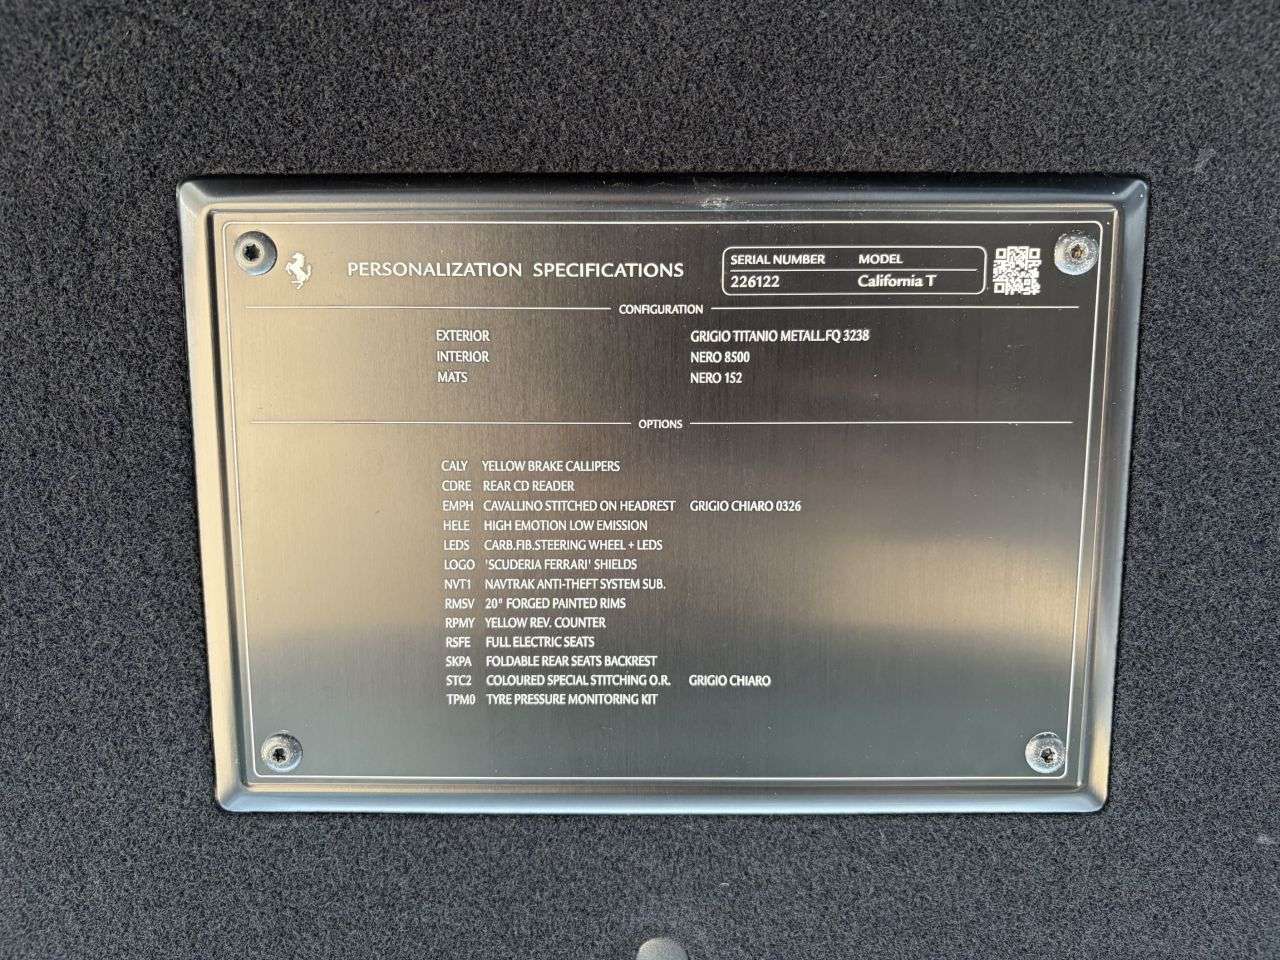 PERSONALIZATION SPECIFICATIONS
SERIAL NUMBER MODEL
226122 California T
CONFIGURATION
EXTERIOR GRIGIO TITANIO METALL.FQ 3238
INTERIOR NERO 8500
MATS NERO 152
OPTIONS
CALY YELLOW BRAKE CALLIPERS
CDRE REAR CD READER
EMPH CAVALLINO STITCHED ON HEADREST GRIGIO CHIARO 0326
HELE HIGH EMOTION LOW EMISSION
LEDS CARB.FIB.STEERING WHEEL + LEDS
LOGO 'SCUDERIA FERRARI' SHIELDS
NVT1 NAVTRAK ANTI-THEFT SYSTEM SUB.
RMSV 20" FORGED PAINTED RIMS
RPMY YELLOW REV. COUNTER
RSFE FULL ELECTRIC SEATS
SKPA FOLDABLE REAR SEATS BACKREST
STC2 COLOURED SPECIAL STITCHING O.R. GRIGIO CHIARO
TPM0 TYRE PRESSURE MONITORING KIT